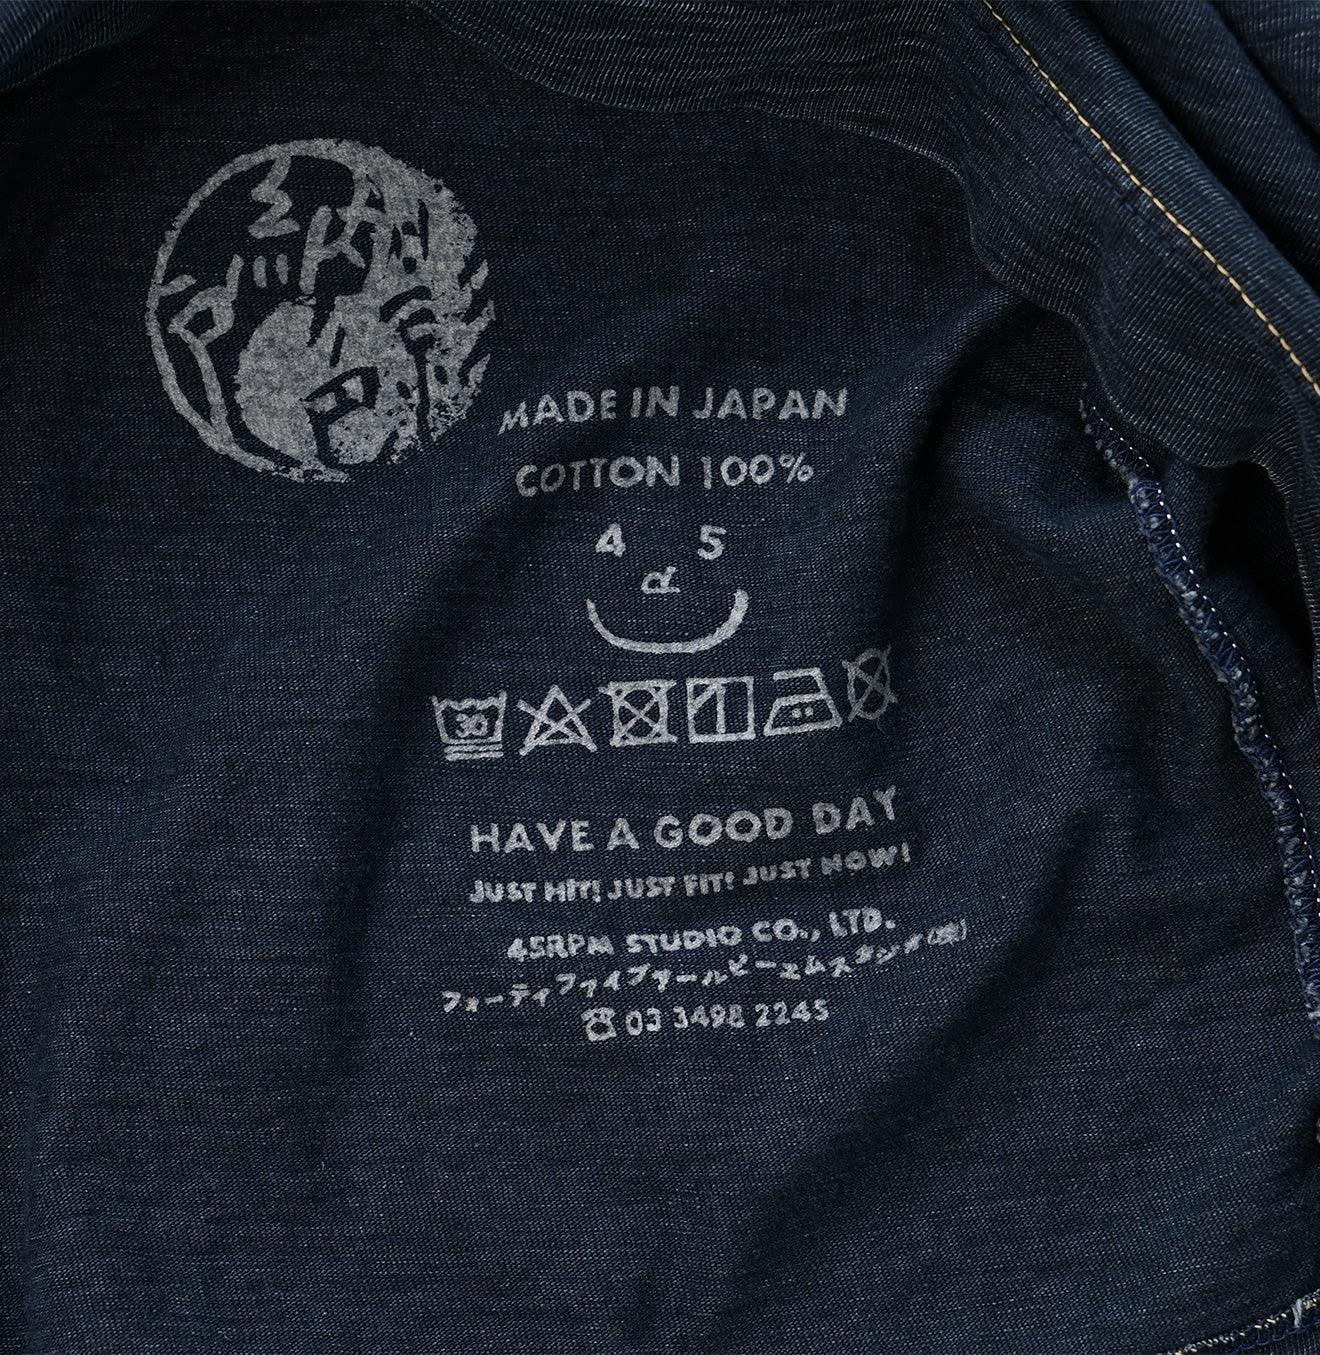 MADE IN JAPAN
COTTON 100%
4 5
R
30
HAVE A GOOD DAY
JUST HIT! JUST FIT! JUST NOW!
45RPM STUDIO CO., LTD.
フォーティファイブアールピーエムスタジオ(株)
☎03 3498 2245